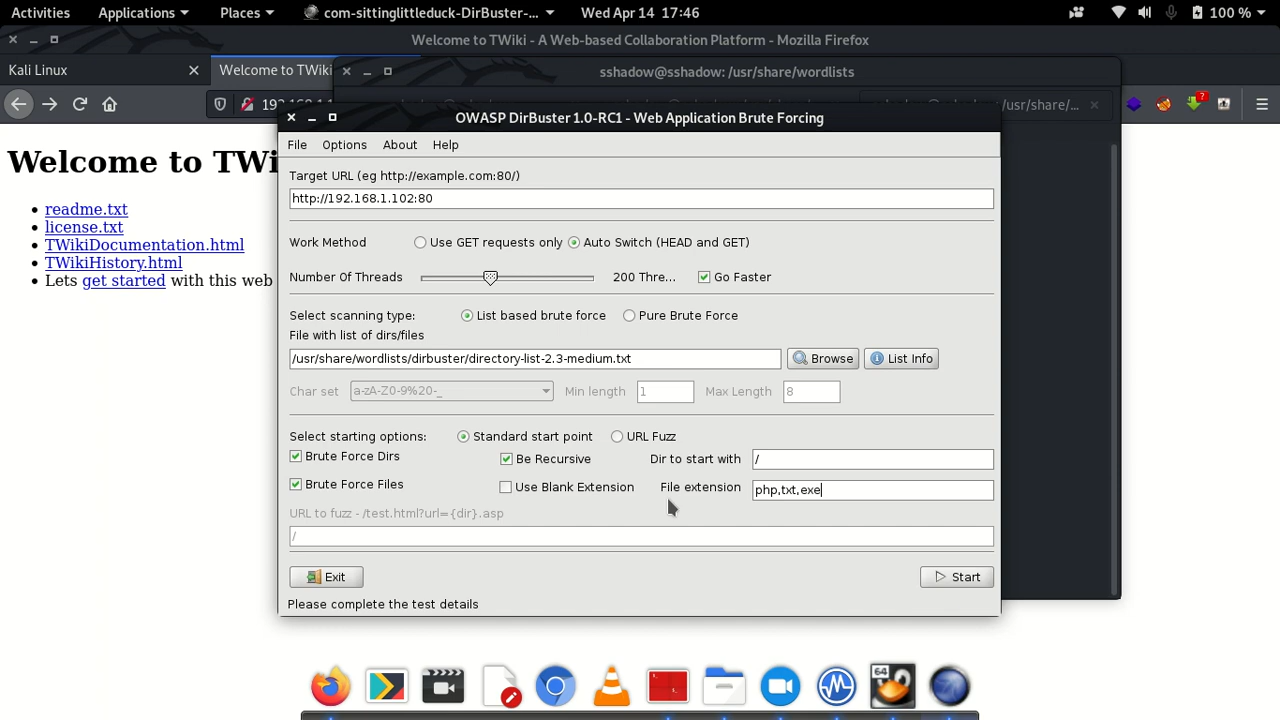 Activities Applications Places com-sittinglittleduck-DirBuster-... Wed Apr 14 17:46 100 %
Welcome to TWiki - A Web-based Collaboration Platform - Mozilla Firefox
Kali Linux Welcome to TWiki
sshadow@sshadow: /usr/share/wordlists
/usr/share/...
OWASP DirBuster 1.0-RC1 - Web Application Brute Forcing
File Options About Help
Welcome to TWi
readme.txt
license.txt
TWikiDocumentation.html
TWikiHistory.html
Lets get started with this web
Target URL (eg http://example.com:80/)
http://192.168.1.102:80
Work Method Use GET requests only Auto Switch (HEAD and GET)
Number Of Threads 200 Thre... Go Faster
Select scanning type: List based brute force Pure Brute Force
File with list of dirs/files
/usr/share/wordlists/dirbuster/directory-list-2.3-medium.txt Browse List Info
Char set a-zA-Z0-9%20-_ Min length 1 Max Length 8
Select starting options: Standard start point URL Fuzz
Brute Force Dirs Be Recursive Dir to start with /
Brute Force Files Use Blank Extension File extension php,txt,exe
URL to fuzz - /test.html?url={dir}.asp
/
Exit Start
Please complete the test details
64